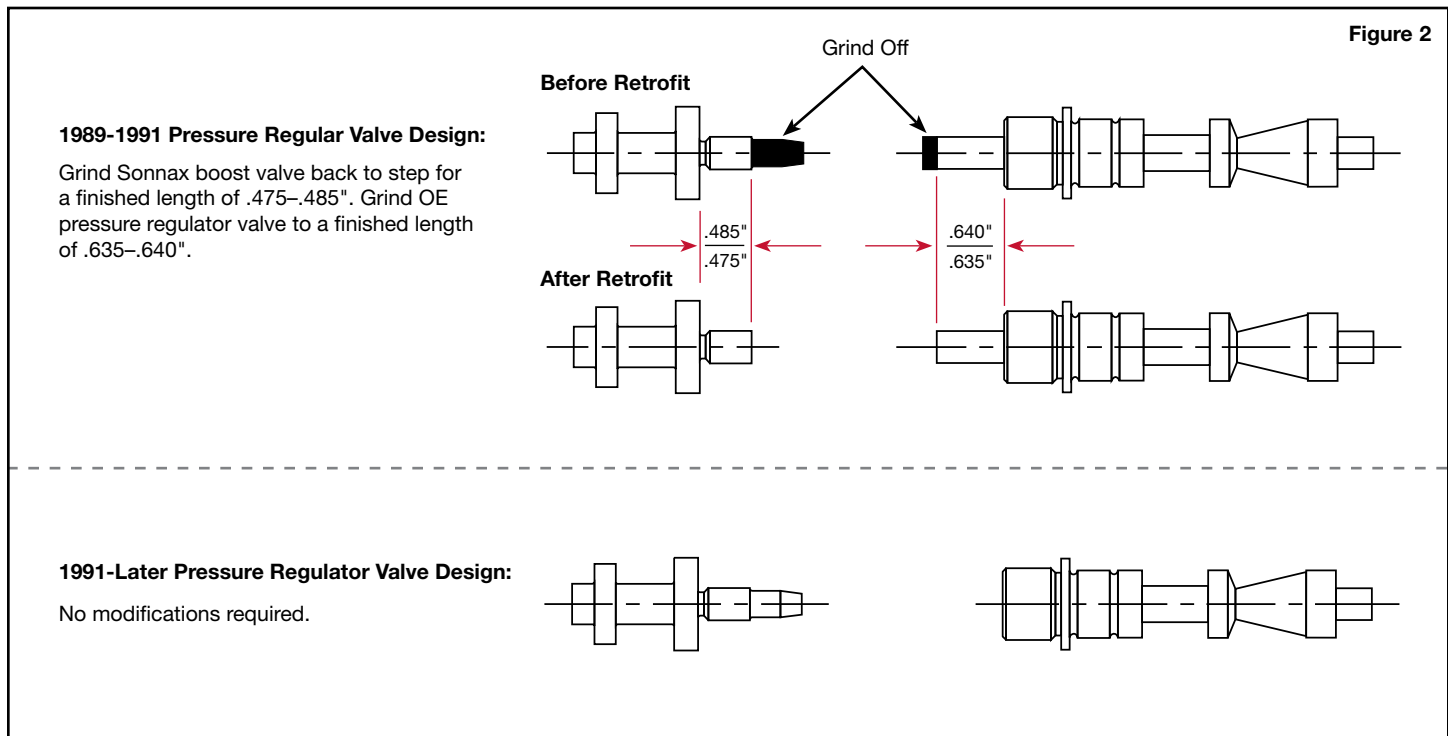 Figure 2
Grind Off
Before Retrofit
1989-1991 Pressure Regular Valve Design:
Grind Sonnax boost valve back to step for
a finished length of .475–.485". Grind OE
pressure regulator valve to a finished length
of .635–.640".
.485"
.475"
.640"
.635"
After Retrofit
1991-Later Pressure Regulator Valve Design:
No modifications required.